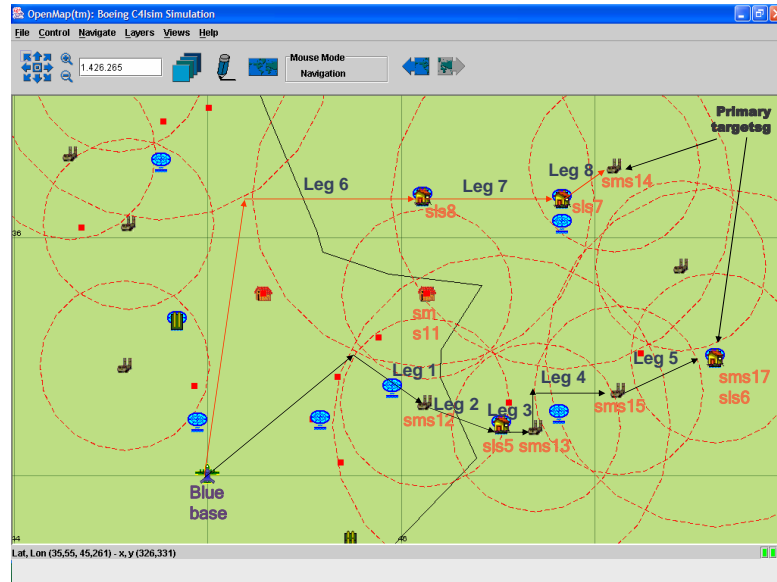 OpenMap(tm): Boeing C4Isim Simulation
File Control Navigate Layers Views Help
1.426.265
Mouse Mode
Navigation
Primary
targetsg
Leg 8
sms14
Leg 6
Leg 7
sls8
sls7
36
sm
s11
Leg 1
Leg 5
Leg 4
sms17
sls6
Leg 2
Leg 3
sms15
sms12
sls5
sms13
Blue
base
44
46
Lat, Lon (35,55, 45,261) - x, y (326,331)